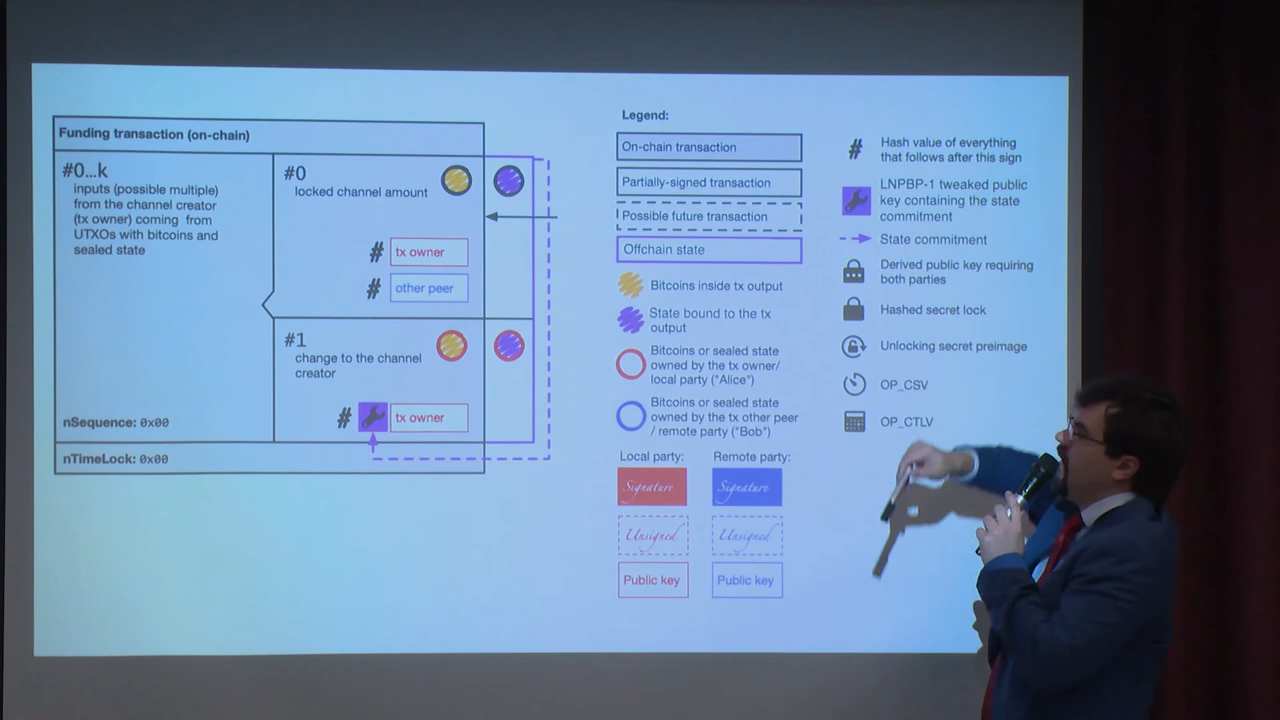 Funding transaction (on-chain)
#0...k
inputs (possible multiple)
from the channel creator
(tx owner) coming from
UTXOs with bitcoins and
sealed state
nSequence: 0x00
nTimeLock: 0x00
#0
locked channel amount
# tx owner
# other peer
#1
change to the channel
creator
# tx owner
Legend:
On-chain transaction
Partially-signed transaction
Possible future transaction
Offchain state
Bitcoins inside tx output
State bound to the tx
output
Bitcoins or sealed state
owned by the tx owner/
local party ("Alice")
Bitcoins or sealed state
owned by the tx other peer
/ remote party ("Bob")
Local party:
Remote party:
Signature
Signature
Unsigned
Unsigned
Public key
Public key
# Hash value of everything
that follows after this sign
LNPBP-1 tweaked public
key containing the state
commitment
State commitment
Derived public key requiring
both parties
Hashed secret lock
Unlocking secret preimage
OP_CSV
OP_CTLV